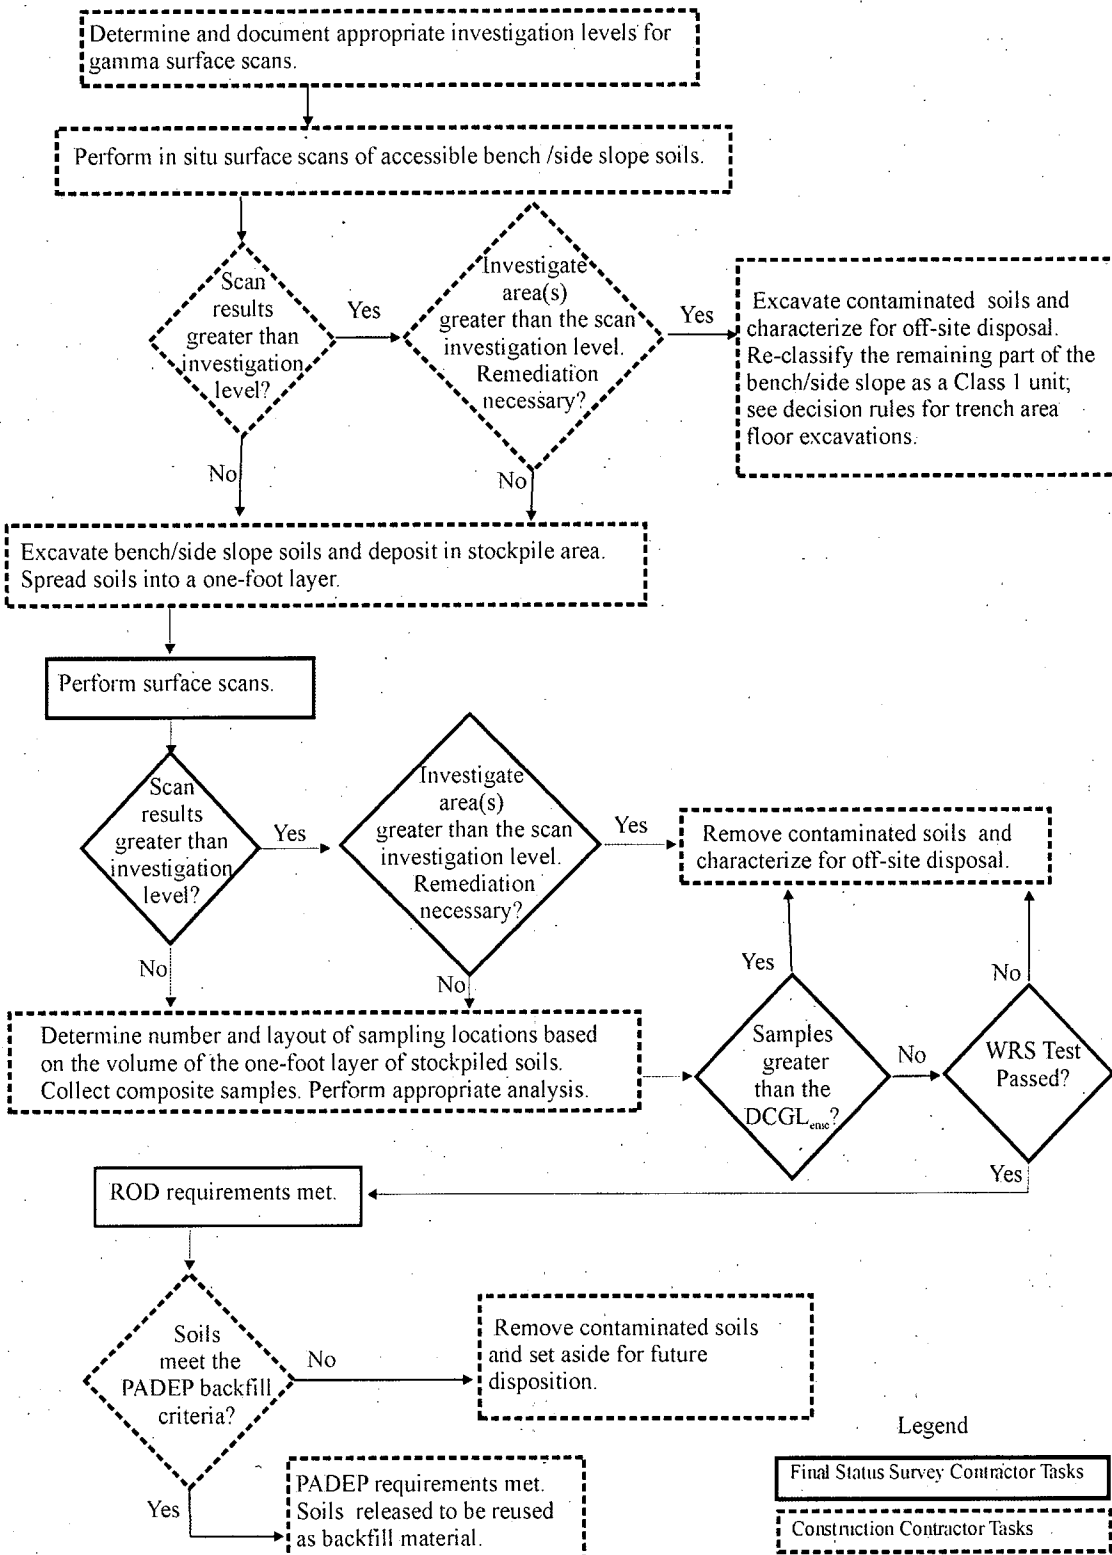 Determine and document appropriate investigation levels for
gamma surface scans.
Perform in situ surface scans of accessible bench /side slope soils.
Scan
results
greater than
investigation
level?
Yes
Investigate
area(s)
greater than the scan
investigation level.
Remediation
necessary?
Yes
Excavate contaminated soils and
characterize for off-site disposal.
Re-classify the remaining part of the
bench/side slope as a Class 1 unit;
see decision rules for trench area
floor excavations.
No
No
Excavate bench/side slope soils and deposit in stockpile area.
Spread soils into a one-foot layer.
Perform surface scans.
Scan
results
greater than
investigation
level?
Yes
Investigate
area(s)
greater than the scan
investigation level.
Remediation
necessary?
Yes
Remove contaminated soils and
characterize for off-site disposal.
No
No
Yes
No
Determine number and layout of sampling locations based
on the volume of the one-foot layer of stockpiled soils.
Collect composite samples. Perform appropriate analysis.
Samples
greater
than the
DCGLemc?
No
WRS Test
Passed?
Yes
ROD requirements met.
Soils
meet the
PADEP backfill
criteria?
No
Remove contaminated soils
and set aside for future
disposition.
Yes
PADEP requirements met.
Soils released to be reused
as backfill material.
Legend
Final Status Survey Contractor Tasks
Construction Contractor Tasks